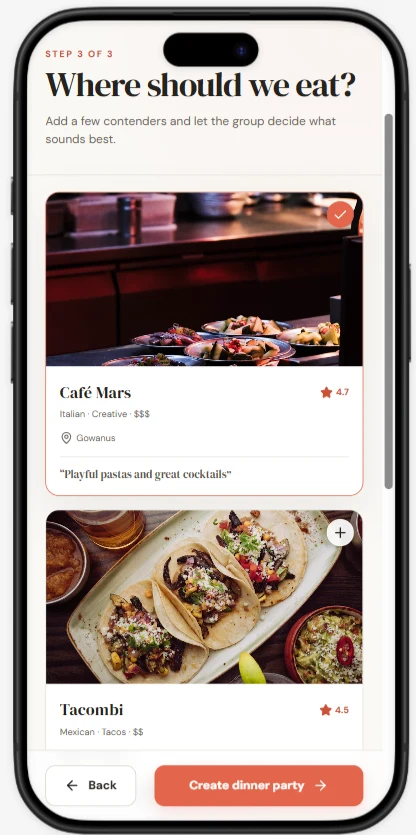 STEP 3 OF 3
Where should we eat?
Add a few contenders and let the group decide what
sounds best.
Café Mars
4.7
Italian · Creative · $$$
Gowanus
"Playful pastas and great cocktails"
Tacombi
4.5
Mexican · Tacos · $$
Back
Create dinner party